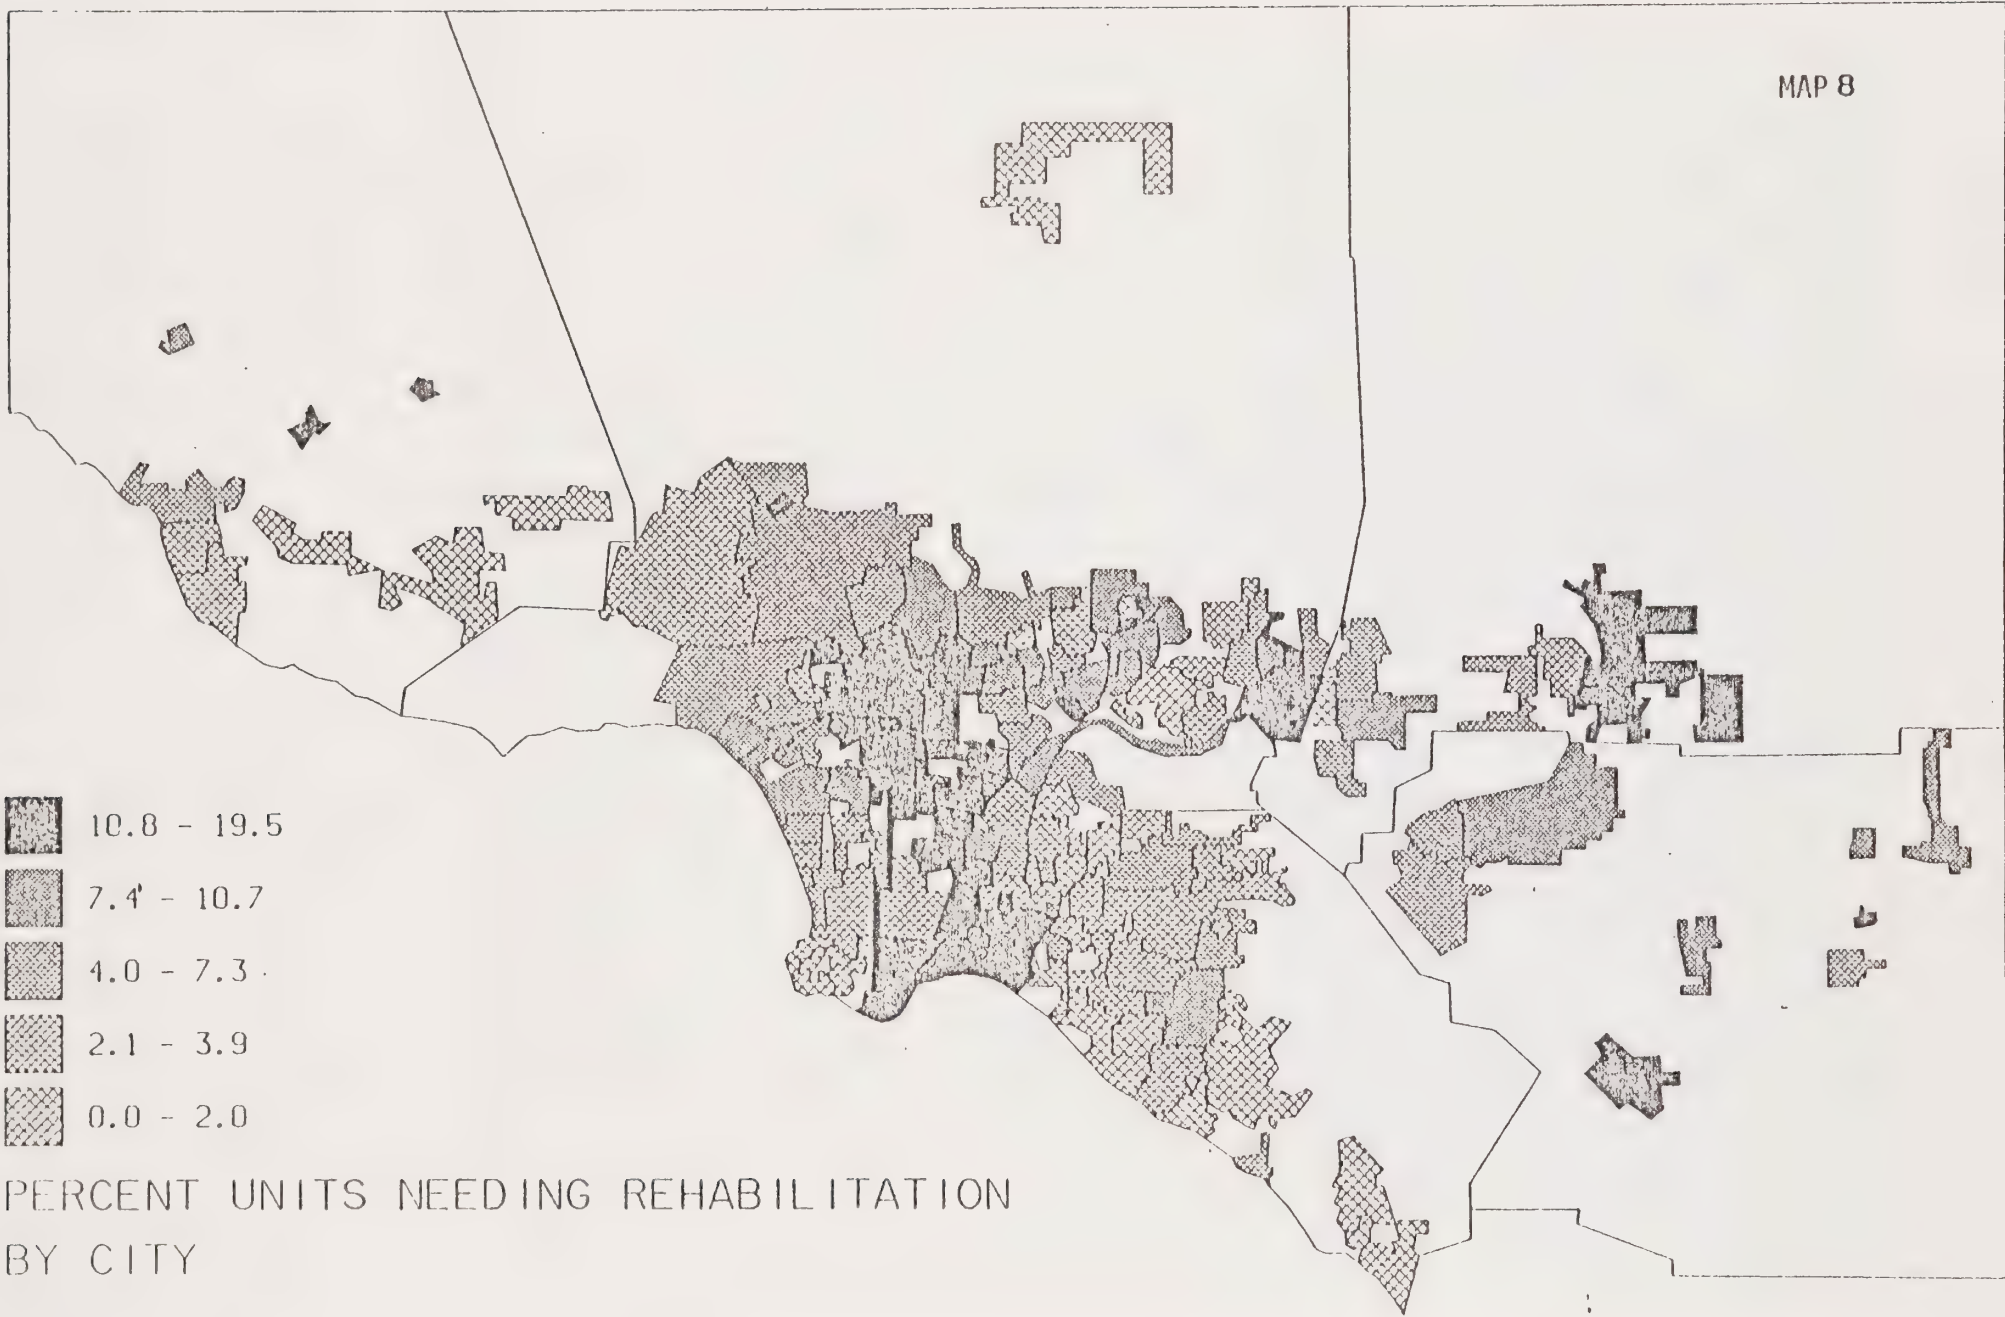 MAP 8
10.8 - 19.5
7.4 - 10.7
4.0 - 7.3
2.1 - 3.9
0.0 - 2.0
PERCENT UNITS NEEDING REHABILITATION
BY CITY